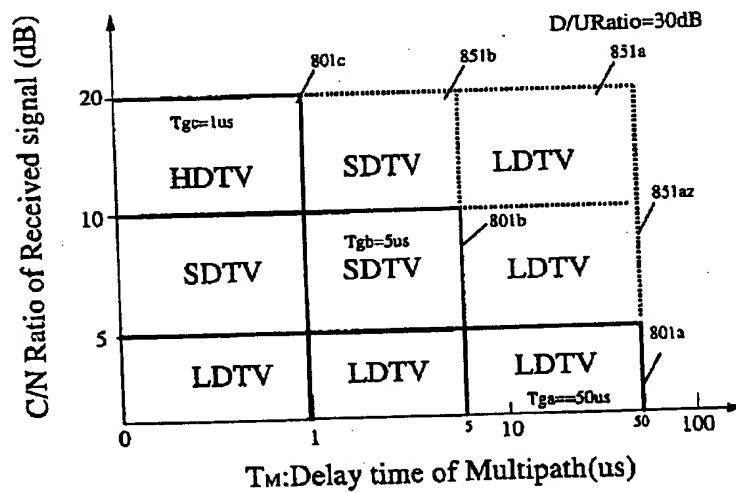 D/URatio=30dB
801c
851b
851a
20
Tgc=1us
HDTV
SDTV
LDTV
851az
10
801b
Tgb=5us
SDTV
SDTV
LDTV
5
801a
LDTV
LDTV
LDTV
Tga==50us
0
1
5
10
50
100
C/N Ratio of Received signal (dB)
TM:Delay time of Multipath(us)